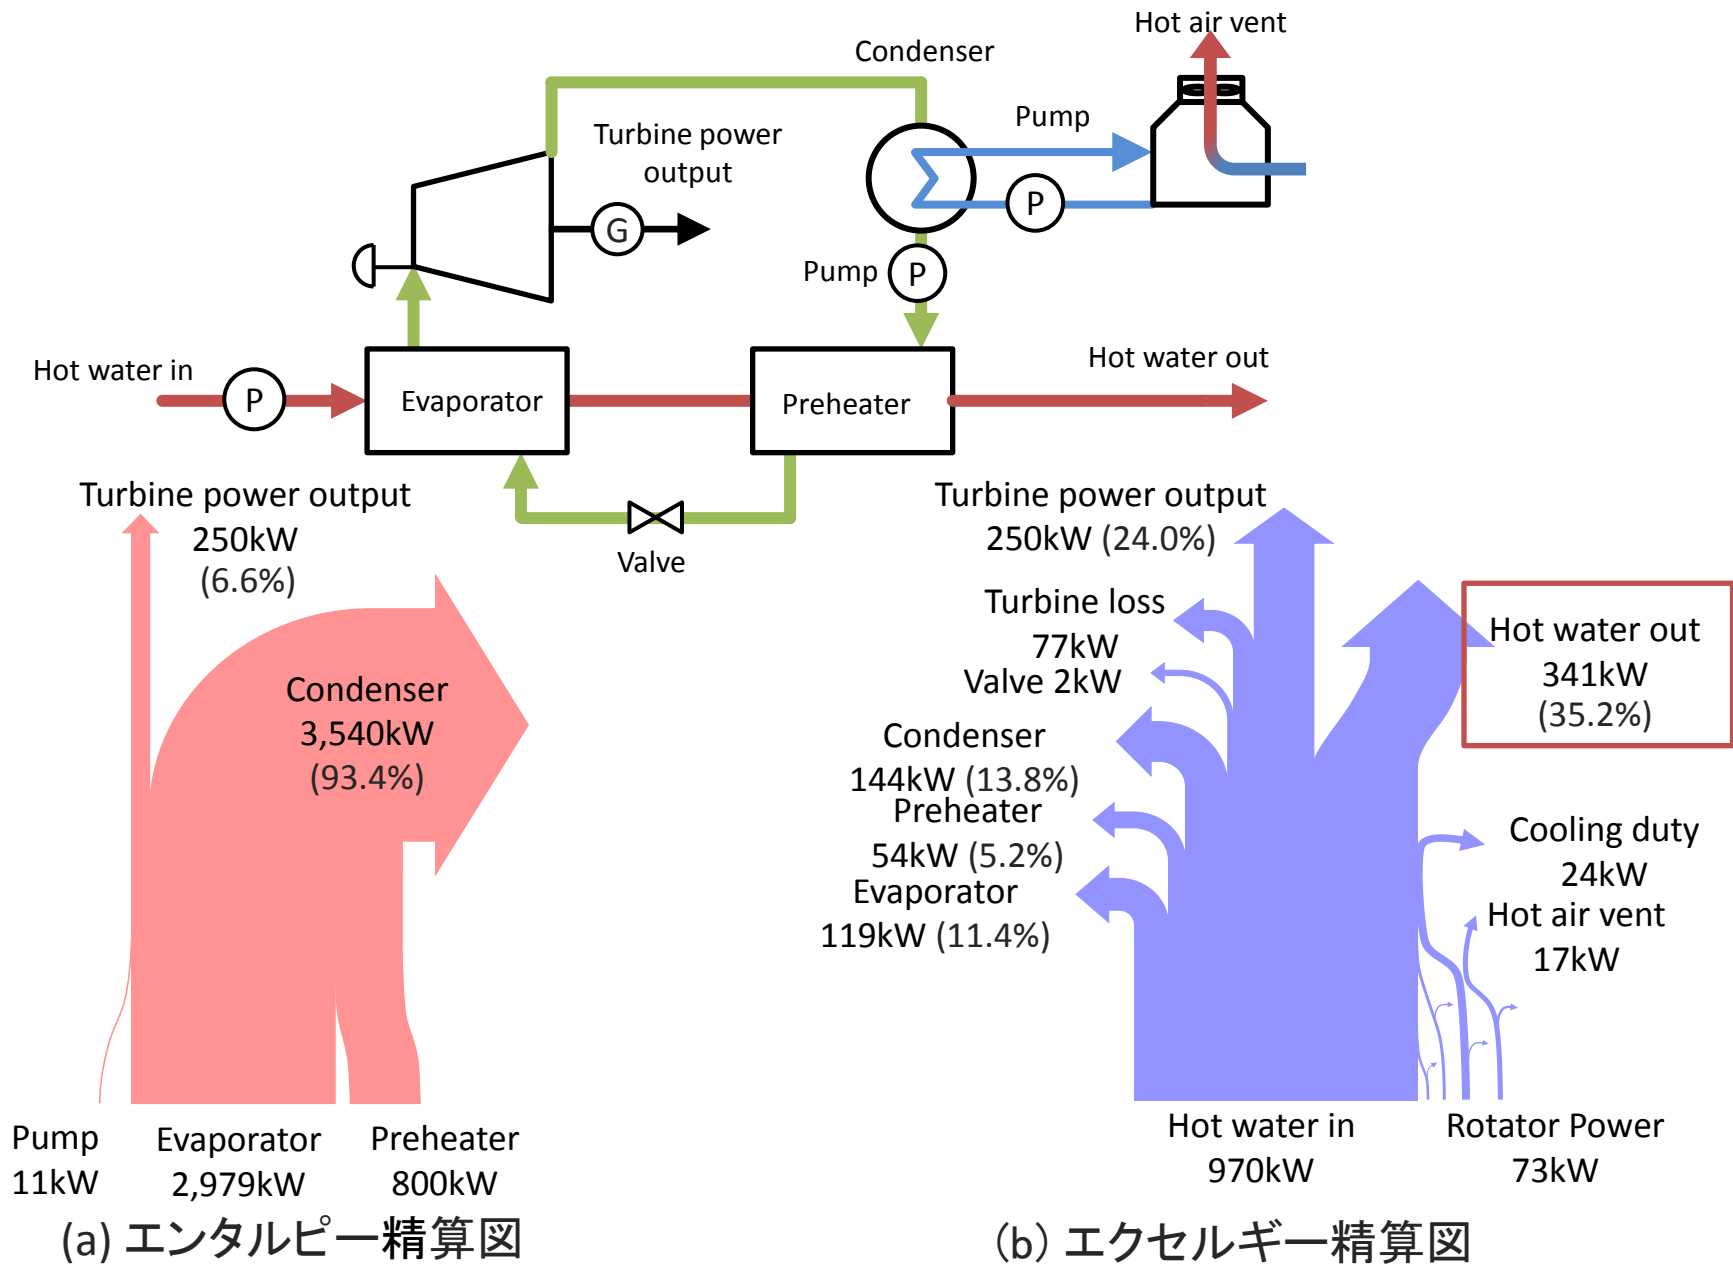 Hot air vent
Condenser
Pump
Turbine power
output
G
P
Pump
P
Hot water in
P
Evaporator
Preheater
Hot water out
Valve
Turbine power output
250kW
(6.6%)
Condenser
3,540kW
(93.4%)
Pump
11kW
Evaporator
2,979kW
Preheater
800kW
(a) エンタルピー精算図
Turbine power output
250kW (24.0%)
Turbine loss
77kW
Valve 2kW
Condenser
144kW (13.8%)
Preheater
54kW (5.2%)
Evaporator
119kW (11.4%)
Hot water out
341kW
(35.2%)
Cooling duty
24kW
Hot air vent
17kW
Hot water in
970kW
Rotator Power
73kW
(b) エクセルギー精算図